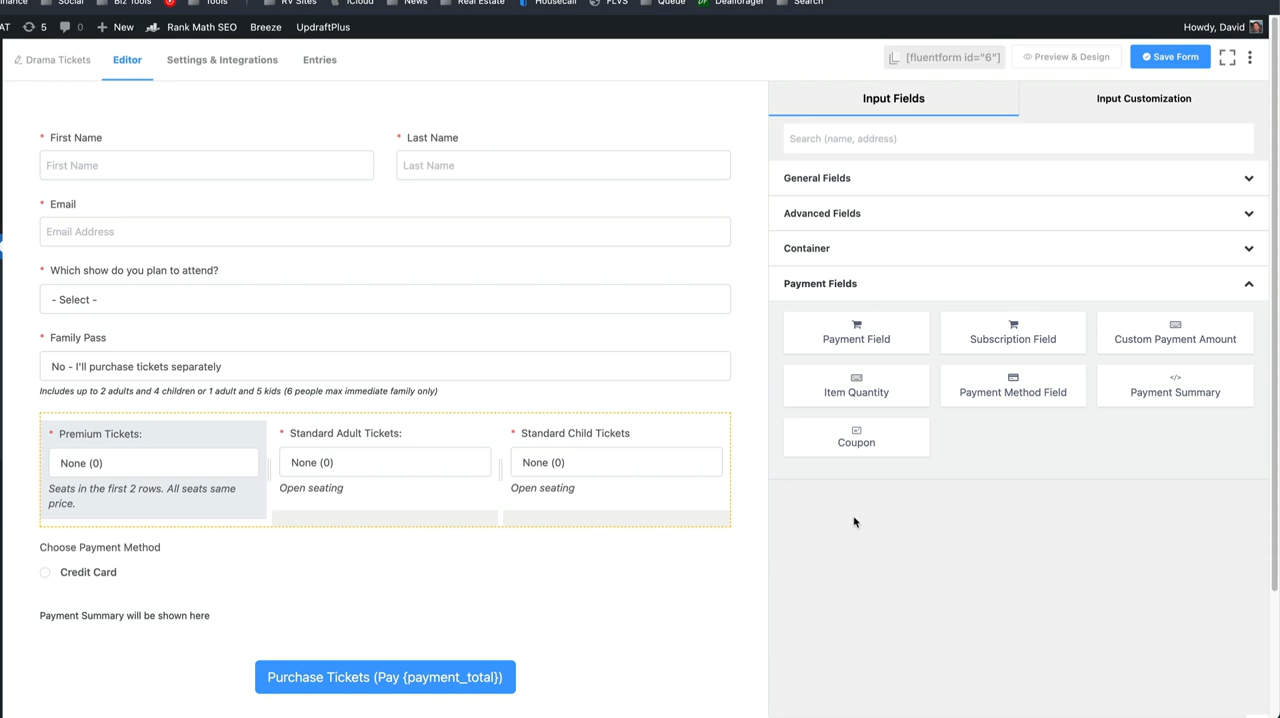 inance Social Biz Tools Tools RV Sites iCloud News Real Estate Housecall FLVS Queue Dealforager Search
AT 5 0 New Rank Math SEO Breeze UpdraftPlus Howdy, David
Drama Tickets Editor Settings & Integrations Entries [fluentform id="6"] Preview & Design Save Form
Input Fields Input Customization
* First Name * Last Name
Search (name, address)
First Name Last Name
General Fields
* Email
Advanced Fields
Email Address
Container
* Which show do you plan to attend?
Payment Fields
- Select -
Payment Field Subscription Field Custom Payment Amount
* Family Pass
No - I'll purchase tickets separately
Includes up to 2 adults and 4 children or 1 adult and 5 kids (6 people max immediate family only)
Item Quantity Payment Method Field </> Payment Summary
* Premium Tickets: * Standard Adult Tickets: * Standard Child Tickets
Coupon
None (0) None (0) None (0)
Seats in the first 2 rows. All seats same price. Open seating Open seating
Choose Payment Method
Credit Card
Payment Summary will be shown here
Purchase Tickets (Pay {payment_total})